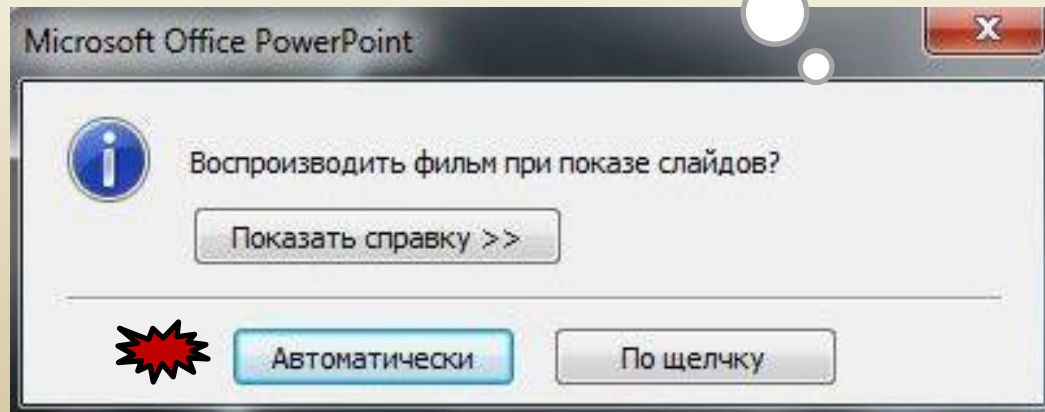 Microsoft Office PowerPoint
Воспроизводить фильм при показе слайдов?
Показать справку >>
Автоматически
По щелчку